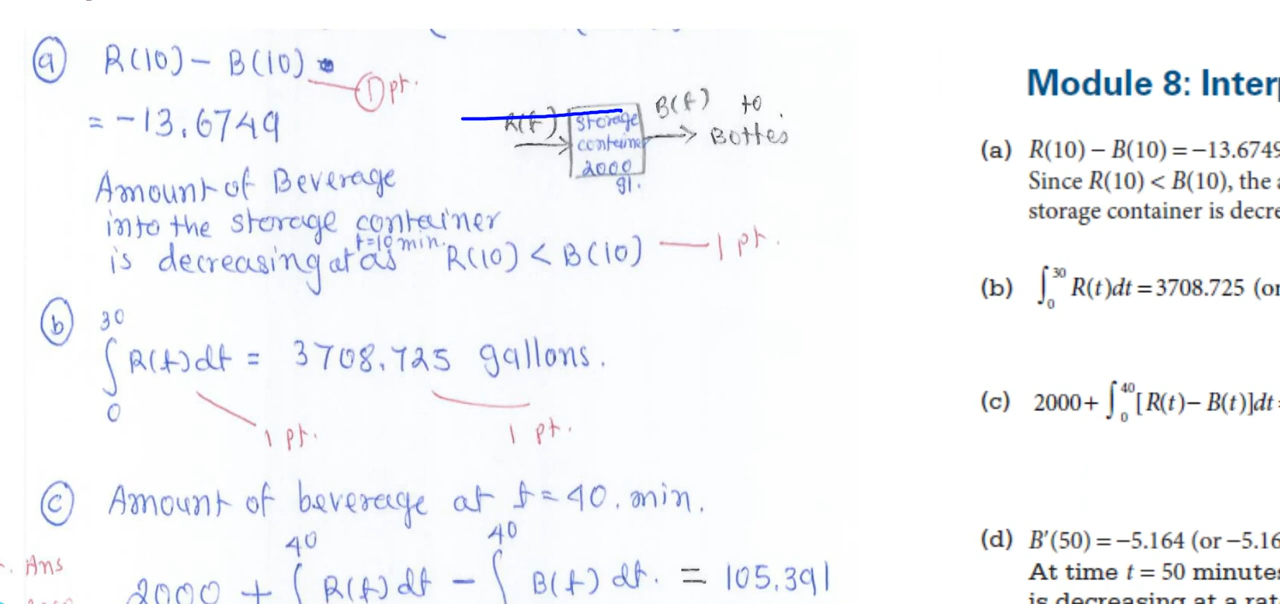 (a) R(10) - B(10)
1 pt.
= -13.6749
R(t)
storage
container
2000
gl.
B(t) to
Bottles
Amount of Beverage
into the storage container
is decreasing at t=10 min. as R(10) < B(10) — 1 pt.
(b) ∫₀³⁰ R(t)dt = 3708.725 gallons.
1 pt. 1 pt.
(c) Amount of beverage at t=40. min.
Ans
2000 + ∫⁴⁰ R(t) dt - ∫⁴⁰ B(t) dt. = 105.391
Module 8: Interp
(a) R(10) − B(10) = −13.6749
Since R(10) < B(10), the a
storage container is decre
(b) ∫₀³⁰ R(t)dt = 3708.725 (or
(c) 2000+ ∫₀⁴⁰ [R(t)− B(t)]dt
(d) B′(50) = −5.164 (or −5.16
At time t = 50 minutes
is decreasing at a rat